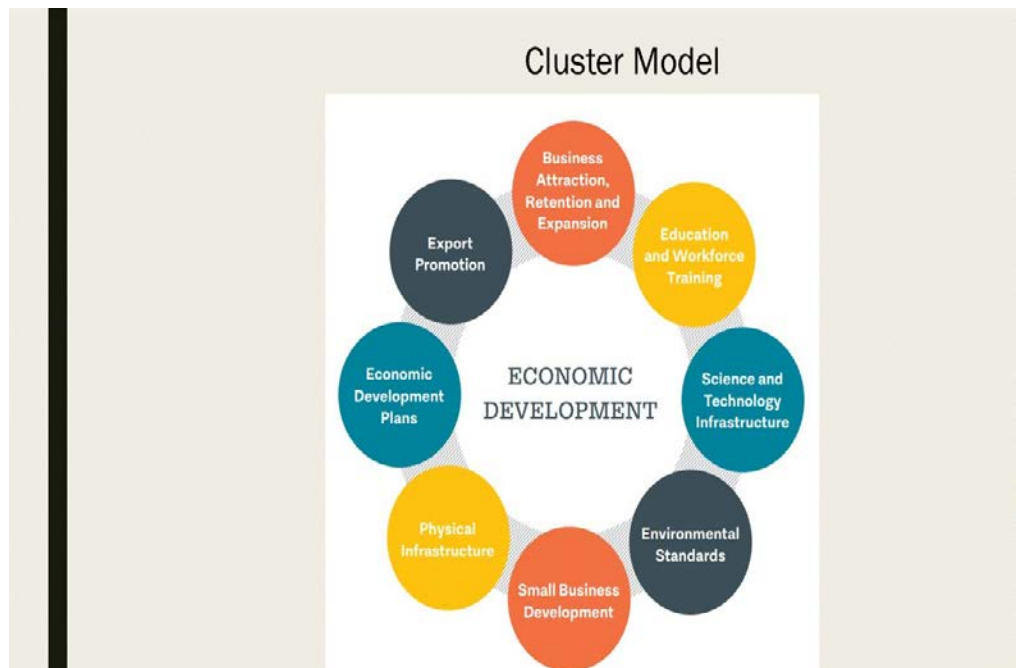 Cluster Model
Business
Attraction,
Retention and
Expansion
Education
and Workforce
Training
Science and
Technology
Infrastructure
Environmental
Standards
Small Business
Development
Physical
Infrastructure
Economic
Development
Plans
Export
Promotion
ECONOMIC
DEVELOPMENT